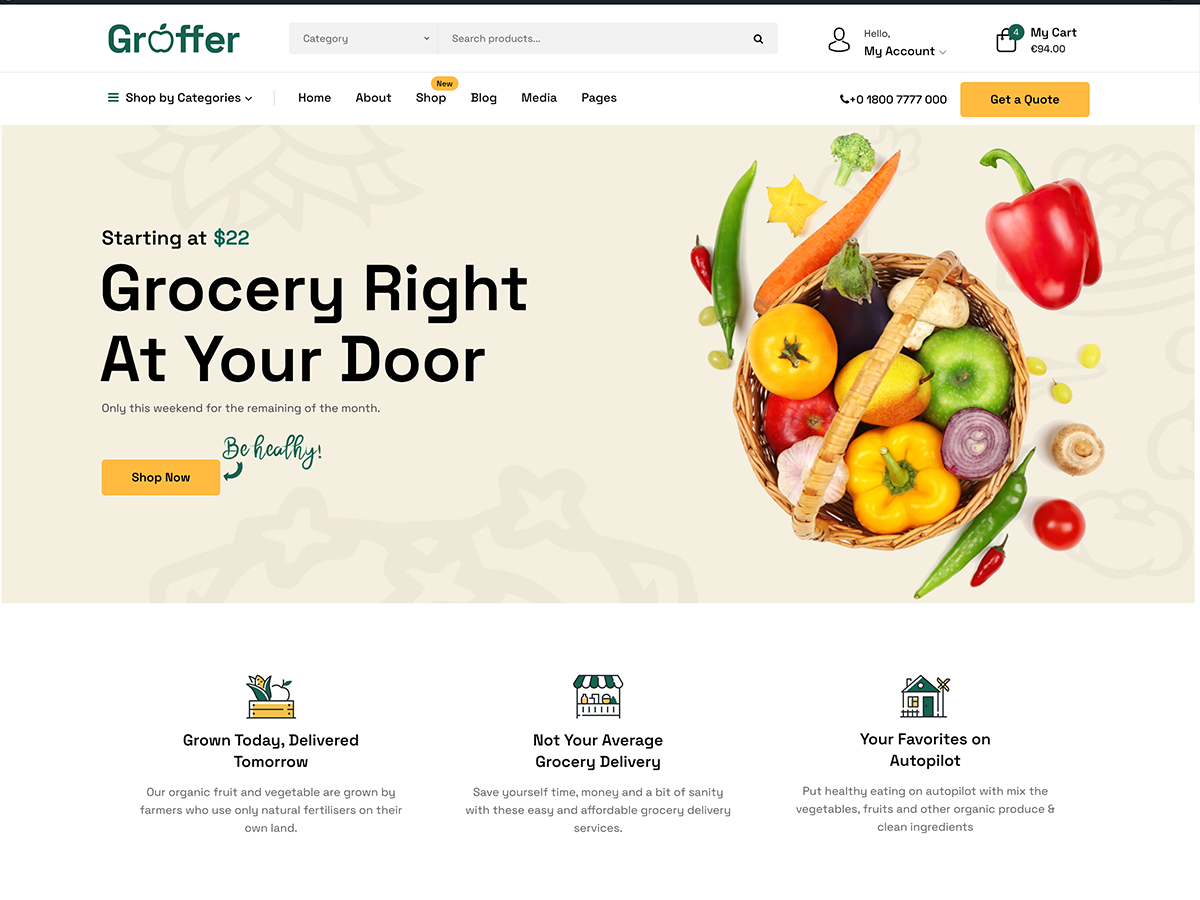 Groffer
Category
Search products...
Hello,
My Account
4
My Cart
€94.00
Shop by Categories
Home
About
Shop
New
Blog
Media
Pages
+0 1800 7777 000
Get a Quote
Starting at $22
Grocery Right
At Your Door
Only this weekend for the remaining of the month.
Be healhy!
Shop Now
Grown Today, Delivered
Tomorrow
Our organic fruit and vegetable are grown by
farmers who use only natural fertilisers on their
own land.
Not Your Average
Grocery Delivery
Save yourself time, money and a bit of sanity
with these easy and affordable grocery delivery
services.
Your Favorites on
Autopilot
Put healthy eating on autopilot with mix the
vegetables, fruits and other organic produce &
clean ingredients